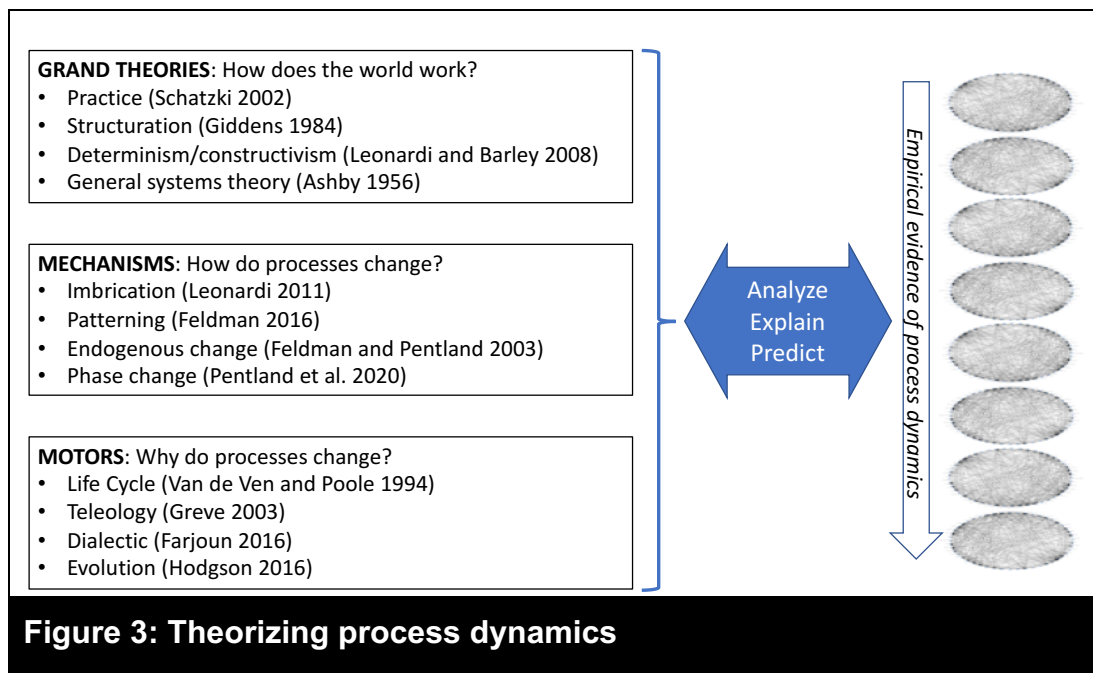 GRAND THEORIES: How does the world work?
• Practice (Schatzki 2002)
• Structuration (Giddens 1984)
• Determinism/constructivism (Leonardi and Barley 2008)
• General systems theory (Ashby 1956)
MECHANISMS: How do processes change?
• Imbrication (Leonardi 2011)
• Patterning (Feldman 2016)
• Endogenous change (Feldman and Pentland 2003)
• Phase change (Pentland et al. 2020)
MOTORS: Why do processes change?
• Life Cycle (Van de Ven and Poole 1994)
• Teleology (Greve 2003)
• Dialectic (Farjoun 2016)
• Evolution (Hodgson 2016)
Analyze
Explain
Predict
Empirical evidence of process dynamics
Figure 3: Theorizing process dynamics